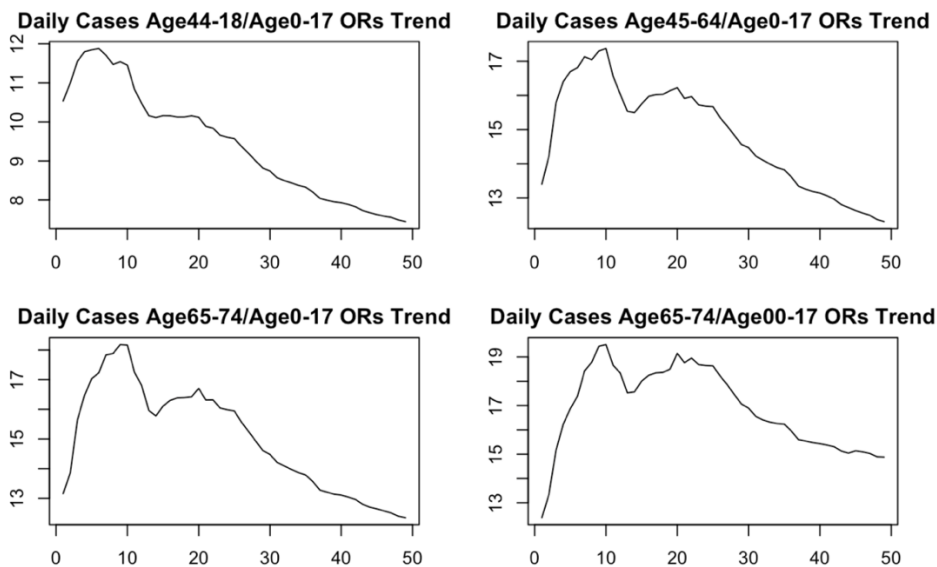 Daily Cases Age44-18/Age0-17 ORs Trend
12
11
10
9
8
0 10 20 30 40 50
Daily Cases Age45-64/Age0-17 ORs Trend
17
15
13
0 10 20 30 40 50
Daily Cases Age65-74/Age0-17 ORs Trend
17
15
13
0 10 20 30 40 50
Daily Cases Age65-74/Age00-17 ORs Trend
19
17
15
13
0 10 20 30 40 50